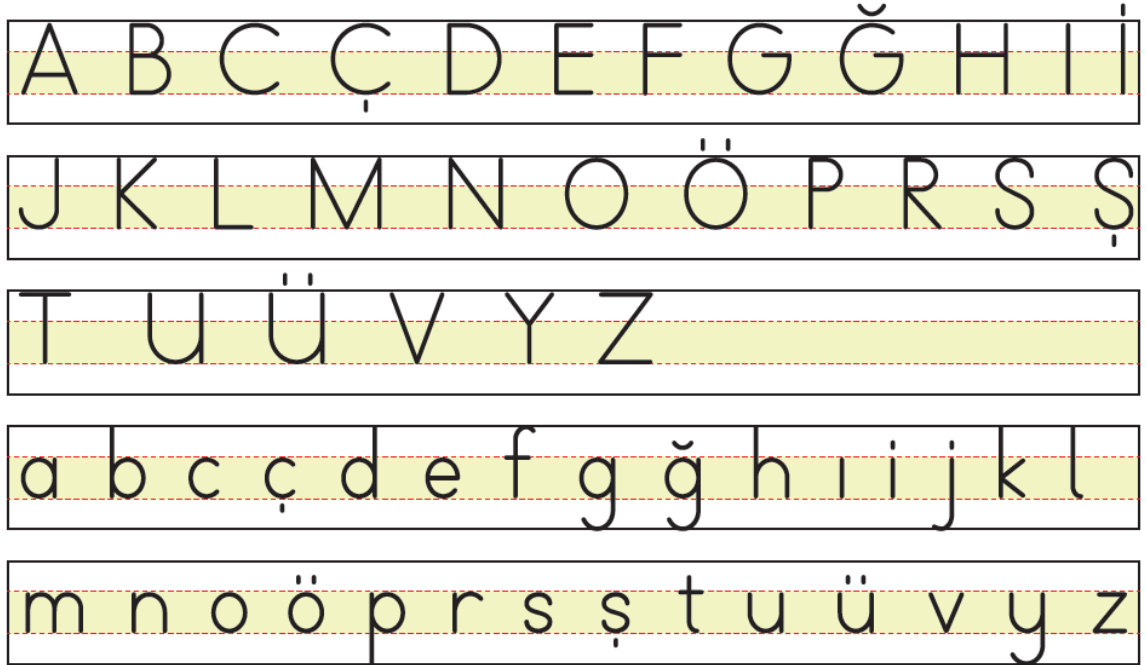 A B C Ç D E F G Ğ H I İ
J K L M N O Ö P R S Ş
T U Ü V Y Z
a b c ç d e f g ğ h ı i j k l
m n o ö p r s ş t u ü v y z